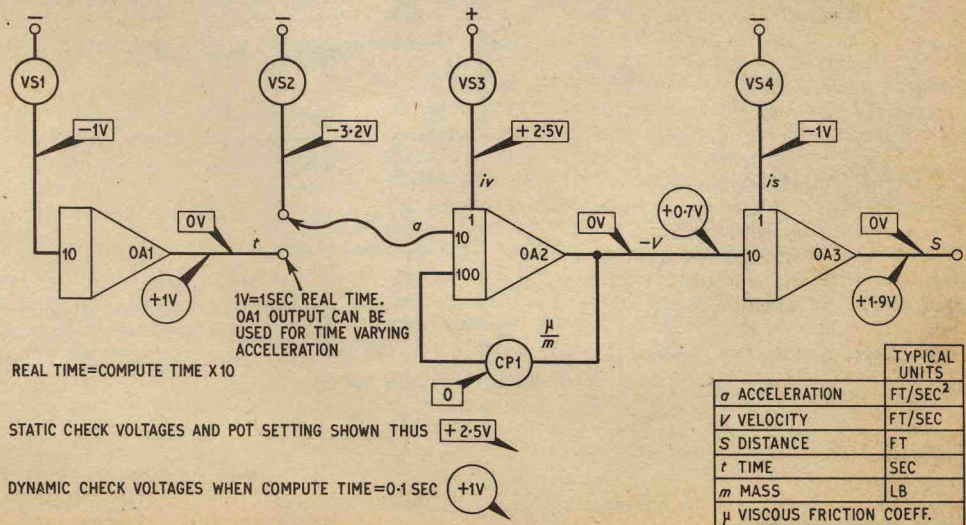 − − + −
VS1 VS2 VS3 VS4
−1V −3·2V +2·5V −1V
iv is
10 OA1 0V t +1V
a 1 10 100 OA2 0V −V +0·7V
1 10 OA3 0V S +1·9V
1V=1SEC REAL TIME.
OA1 OUTPUT CAN BE
USED FOR TIME VARYING
ACCELERATION
μ
m
CP1
0
REAL TIME=COMPUTE TIME X10
STATIC CHECK VOLTAGES AND POT SETTING SHOWN THUS +2·5V
DYNAMIC CHECK VOLTAGES WHEN COMPUTE TIME=0·1 SEC +1V
TYPICAL
UNITS
a ACCELERATION FT/SEC²
V VELOCITY FT/SEC
S DISTANCE FT
t TIME SEC
m MASS LB
μ VISCOUS FRICTION COEFF.